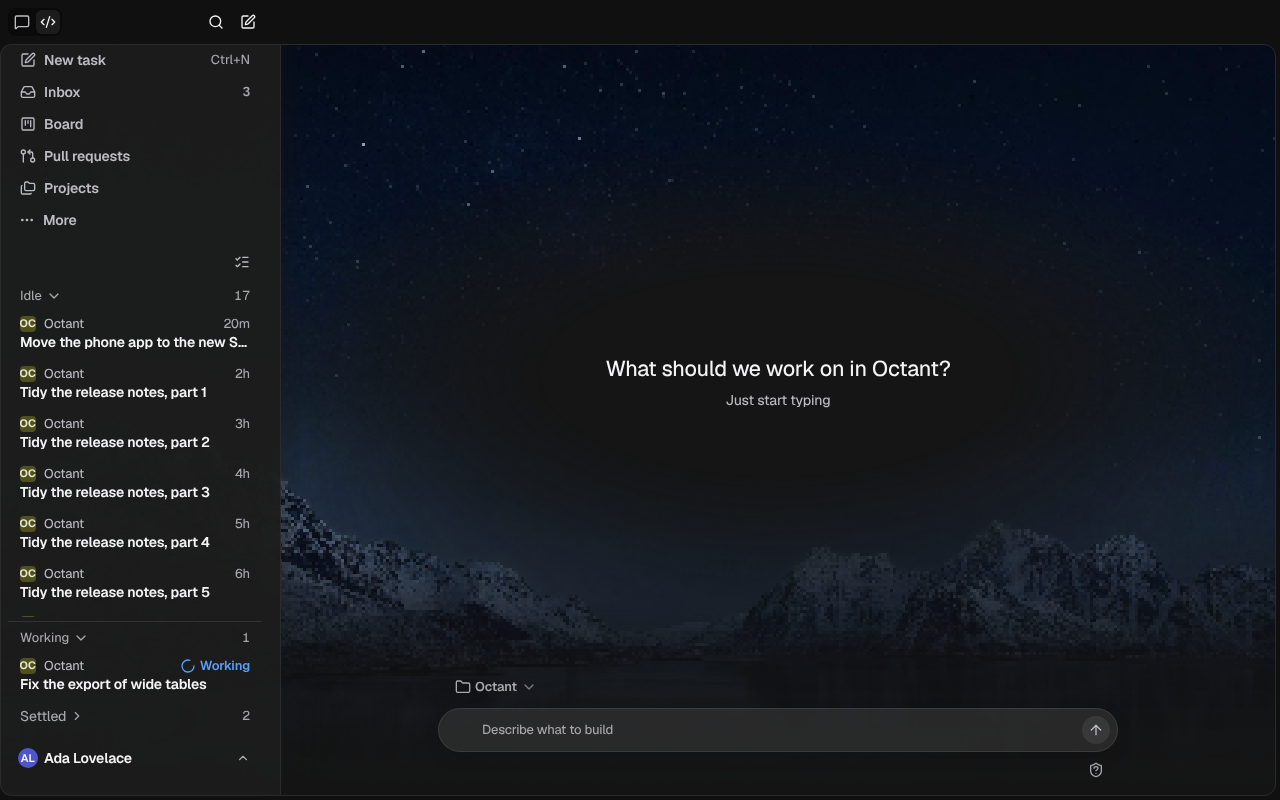 New task Ctrl+N
Inbox 3
Board
Pull requests
Projects
More
Idle 17
OC Octant 20m
Move the phone app to the new S...
OC Octant 2h
Tidy the release notes, part 1
OC Octant 3h
Tidy the release notes, part 2
OC Octant 4h
Tidy the release notes, part 3
OC Octant 5h
Tidy the release notes, part 4
OC Octant 6h
Tidy the release notes, part 5
Working 1
OC Octant Working
Fix the export of wide tables
Settled 2
AL Ada Lovelace
What should we work on in Octant?
Just start typing
Octant
Describe what to build